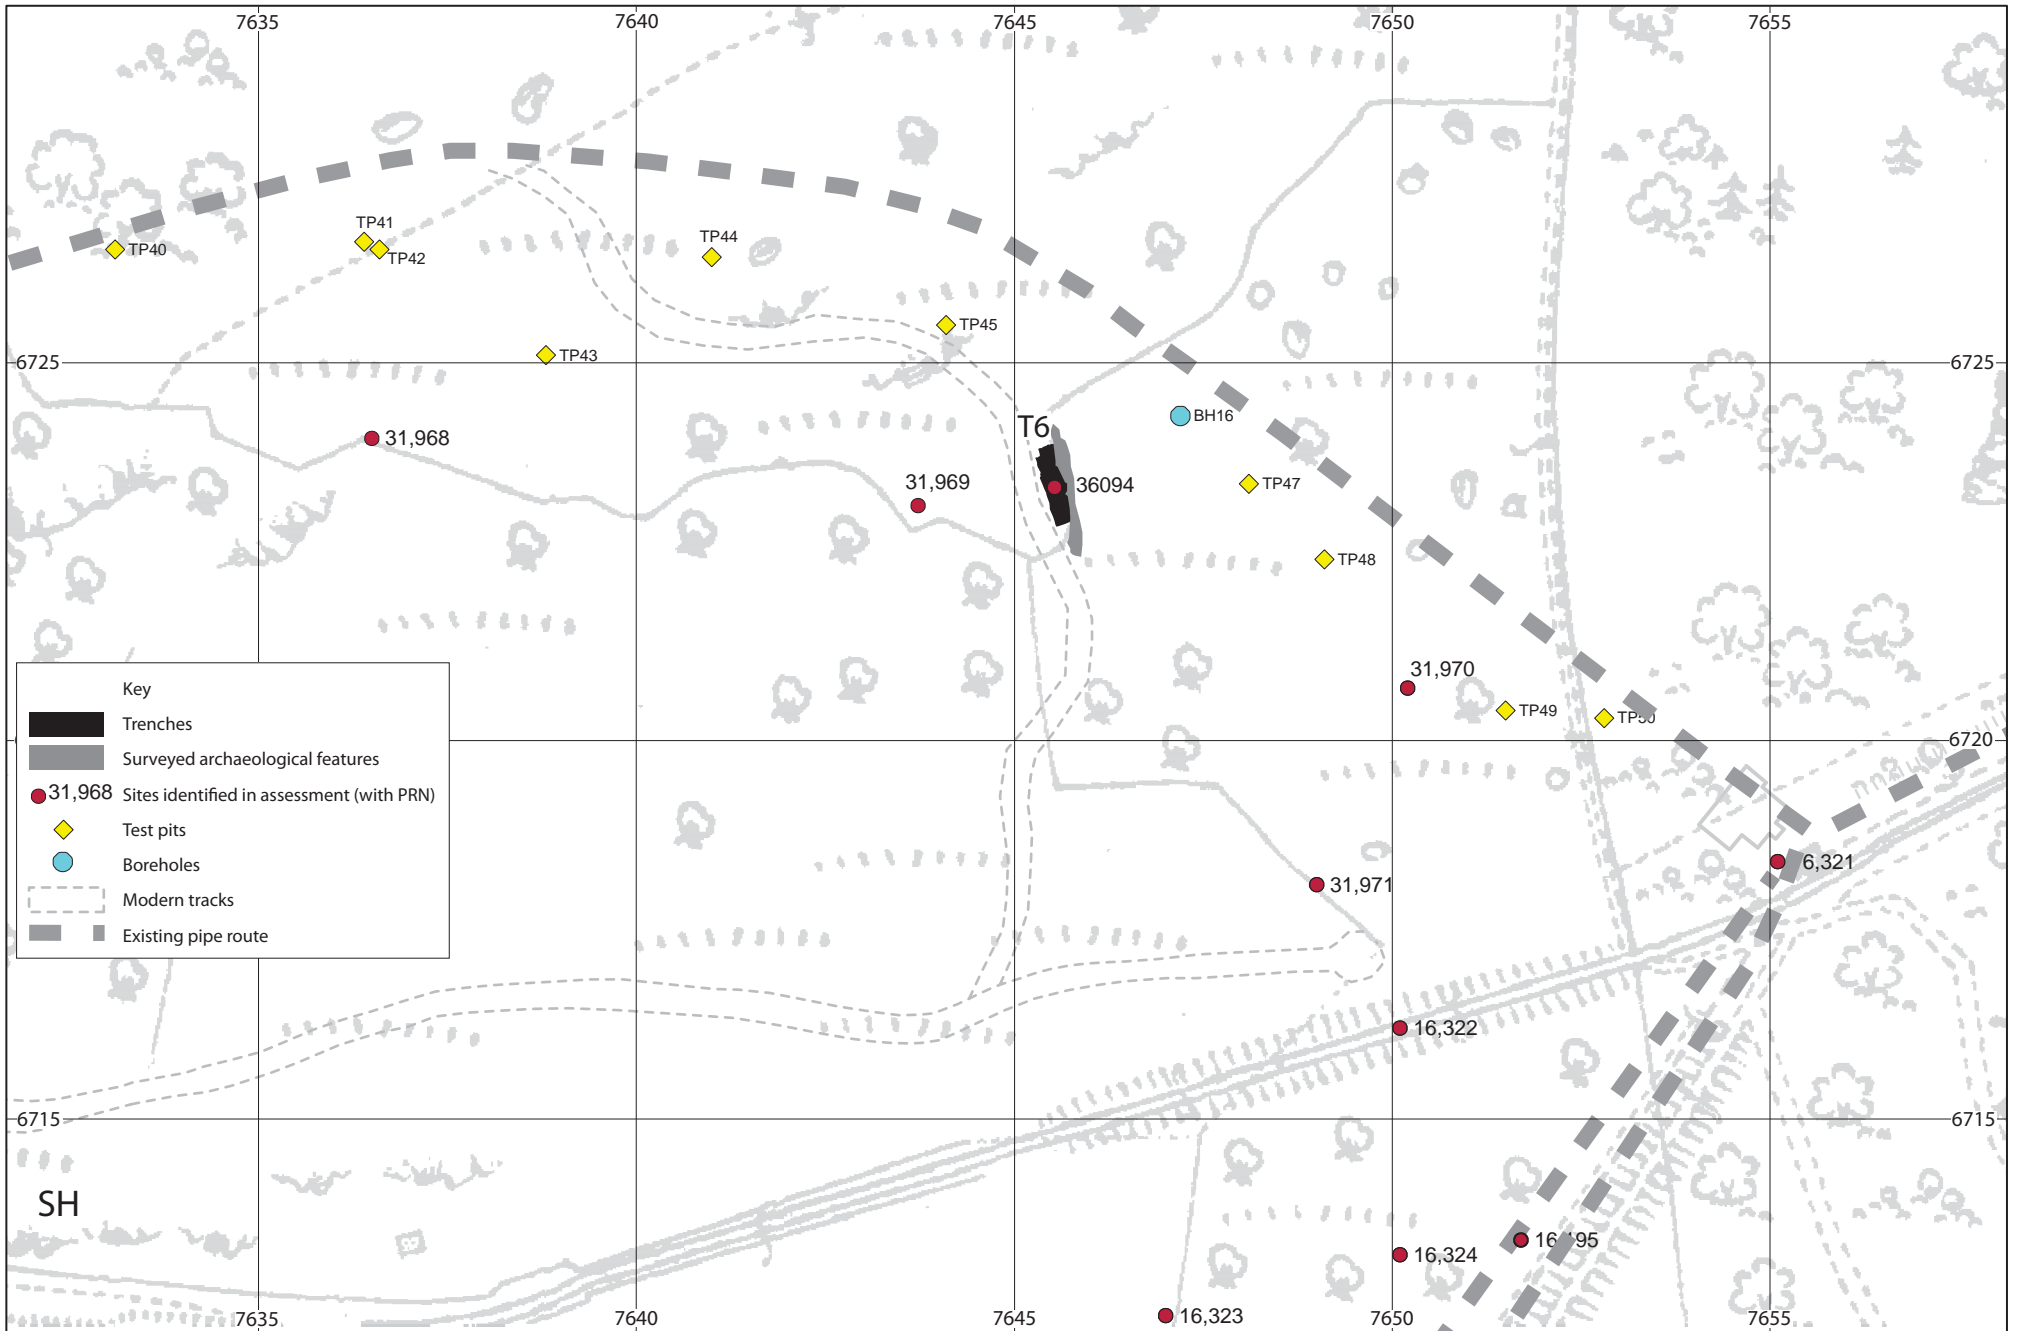 7635 7640 7645 7650 7655
TP41
TP40
TP42
TP44
TP45
TP43
6725 6725
BH16
T6
31,968
31,969
36094
TP47
TP48
31,970
TP49
TP50
6720
Key
Trenches
Surveyed archaeological features
31,968 Sites identified in assessment (with PRN)
Test pits
Boreholes
Modern tracks
Existing pipe route
6,321
31,971
16,322
6715 6715
SH
16,195
16,324
16,323
7635 7640 7645 7650 7655